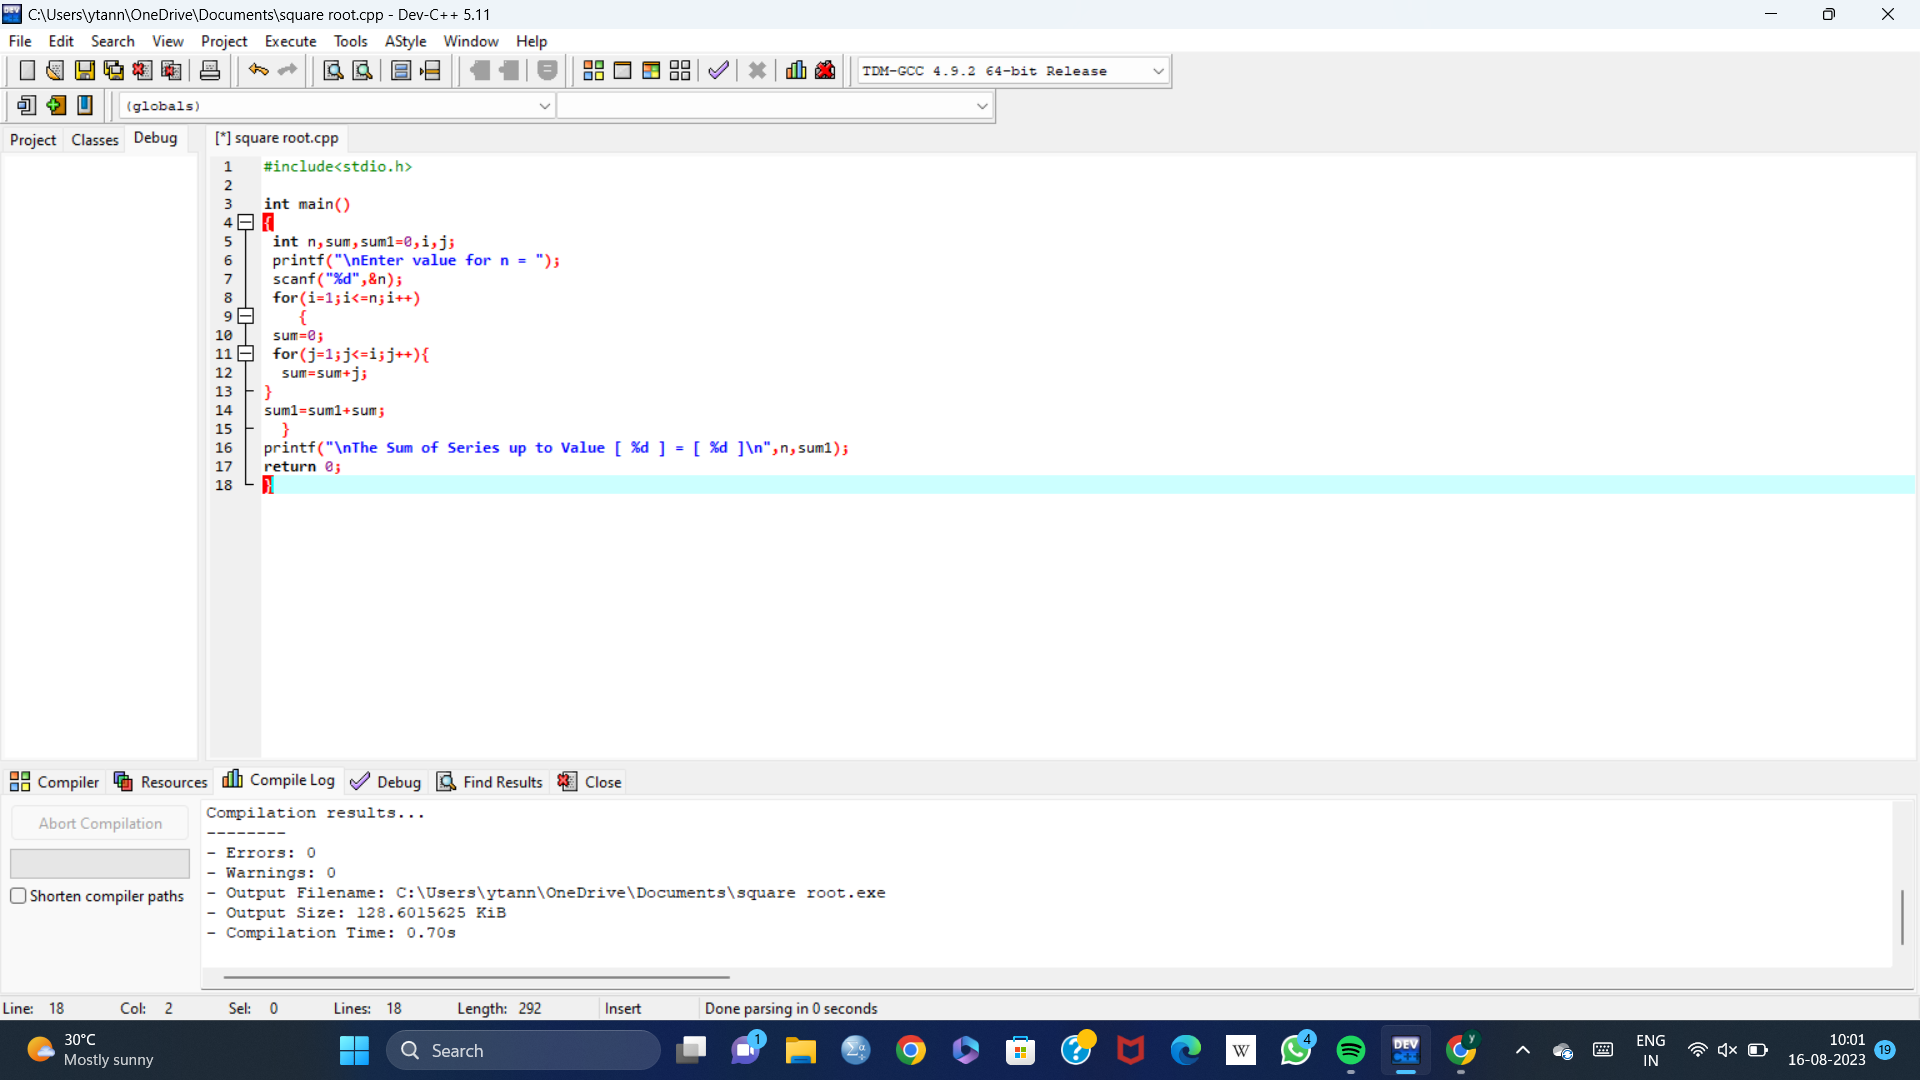 C:\Users\ytann\OneDrive\Documents\square root.cpp - Dev-C++ 5.11
File Edit Search View Project Execute Tools AStyle Window Help
TDM-GCC 4.9.2 64-bit Release
(globals)
Project Classes Debug [*] square root.cpp
1 #include<stdio.h>
2
3 int main()
4 {
5 int n,sum,sum1=0,i,j;
6 printf("\nEnter value for n = ");
7 scanf("%d",&n);
8 for(i=1;i<=n;i++)
9 {
10 sum=0;
11 for(j=1;j<=i;j++){
12 sum=sum+j;
13 }
14 sum1=sum1+sum;
15 }
16 printf("\nThe Sum of Series up to Value [ %d ] = [ %d ]\n",n,sum1);
17 return 0;
18 }
Compiler Resources Compile Log Debug Find Results Close
Abort Compilation
Shorten compiler paths
Compilation results...
--------
- Errors: 0
- Warnings: 0
- Output Filename: C:\Users\ytann\OneDrive\Documents\square root.exe
- Output Size: 128.6015625 KiB
- Compilation Time: 0.70s
Line: 18 Col: 2 Sel: 0 Lines: 18 Length: 292 Insert Done parsing in 0 seconds
30°C
Mostly sunny
Search
1
W
4
DEV
y
ENG
IN
10:01
16-08-2023
19